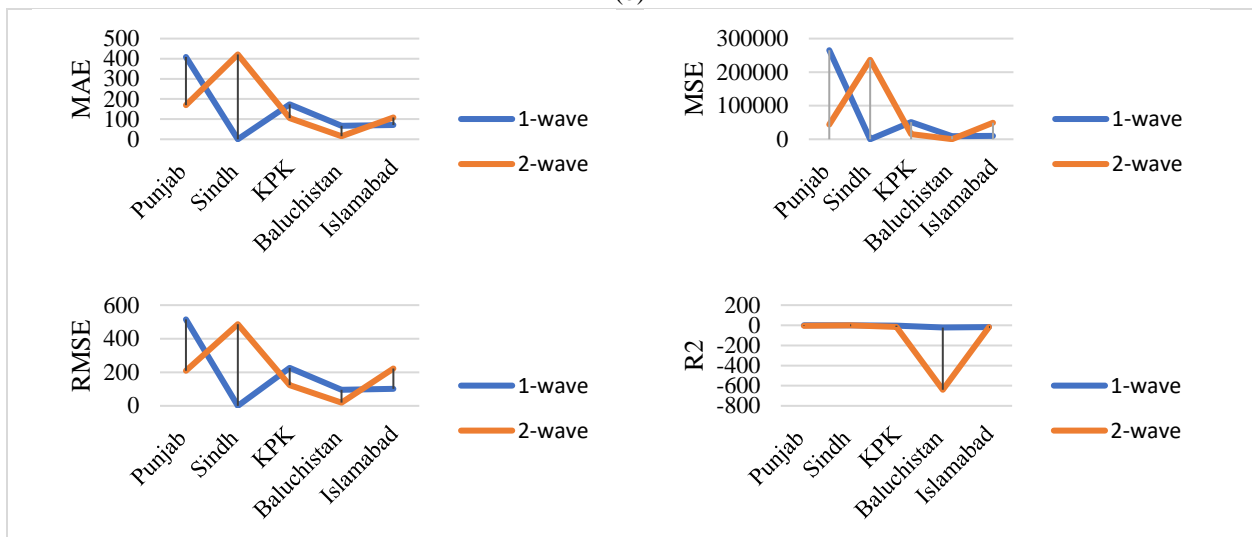 500
400
300
200
100
0
MAE
Punjab
Sindh
KPK
Baluchistan
Islamabad
1-wave
2-wave
300000
200000
100000
0
MSE
Punjab
Sindh
KPK
Baluchistan
Islamabad
1-wave
2-wave
600
400
200
0
RMSE
Punjab
Sindh
KPK
Baluchistan
Islamabad
1-wave
2-wave
200
0
-200
-400
-600
-800
R2
Punjab
Sindh
KPK
Baluchistan
Islamabad
1-wave
2-wave